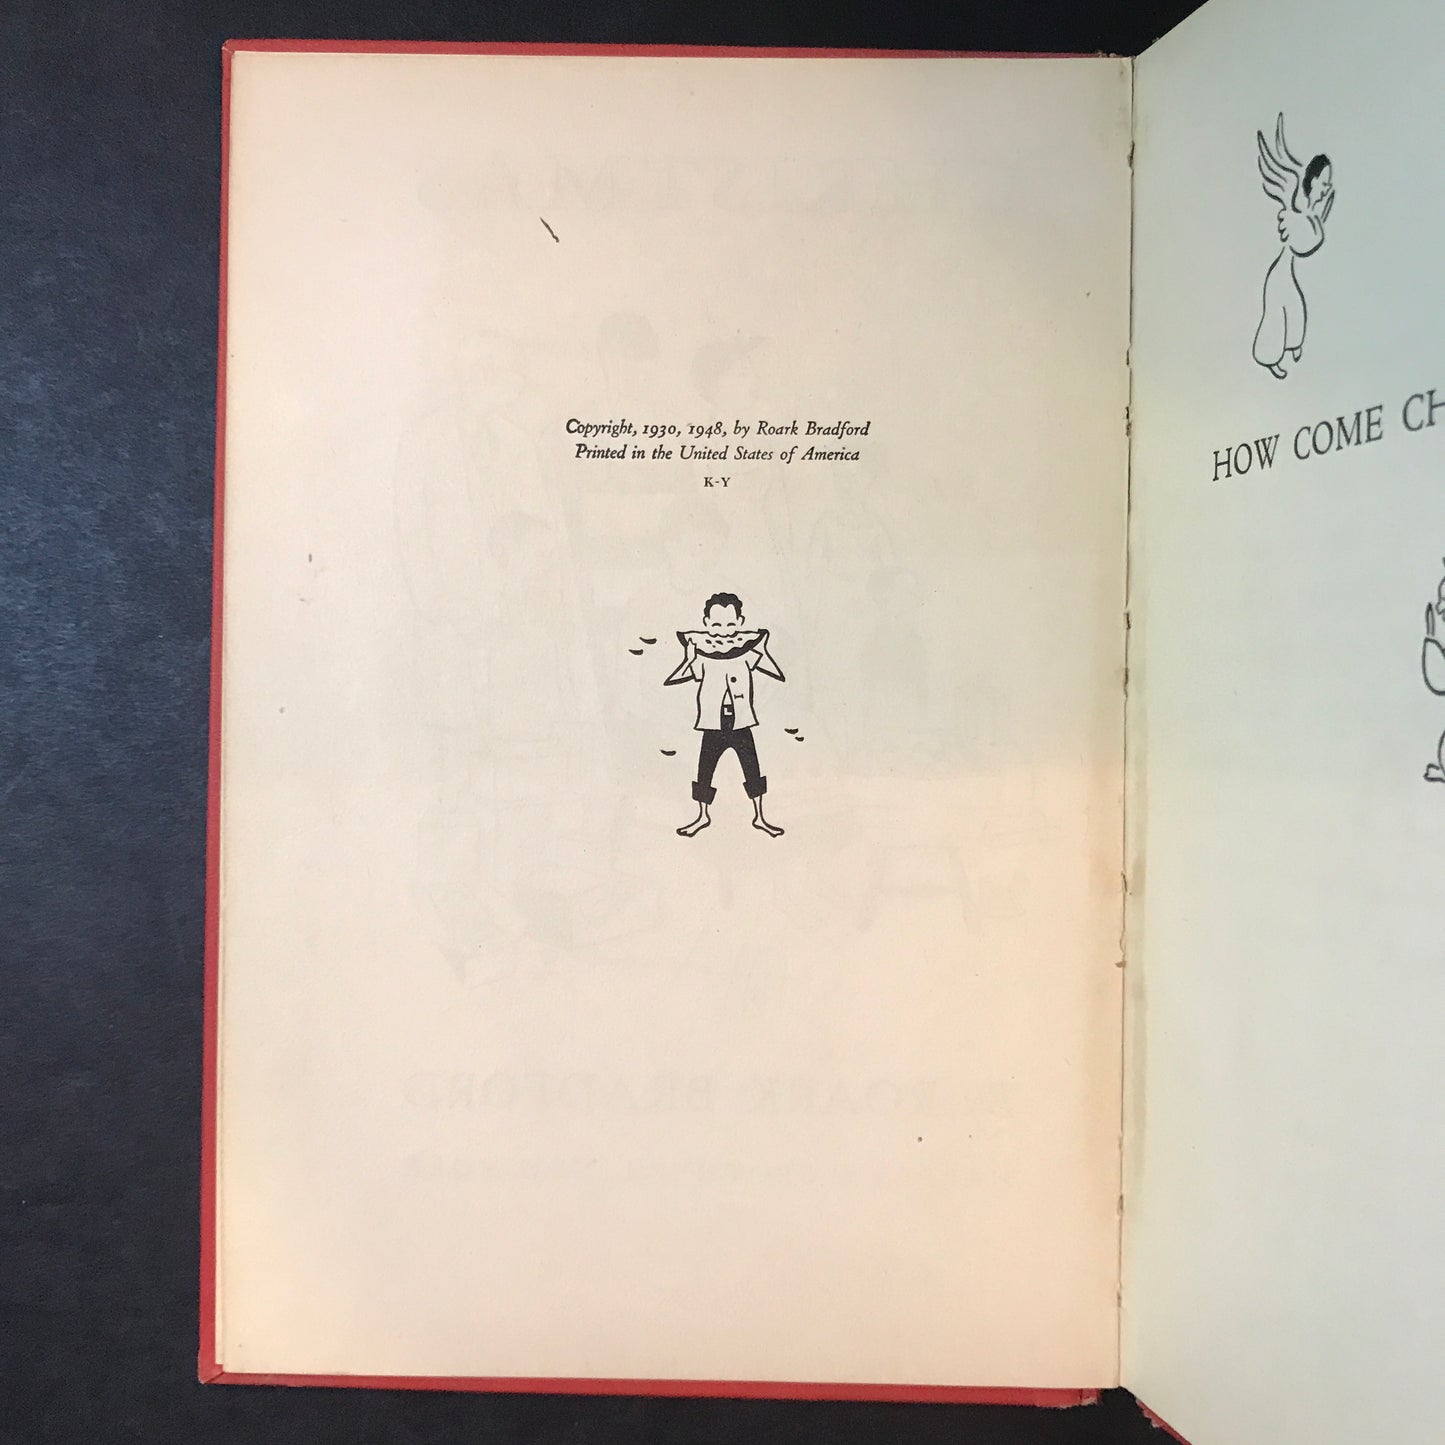 Copyright, 1930, 1948, by Roark Bradford
Printed in the United States of America
K-Y
HOW COME CH